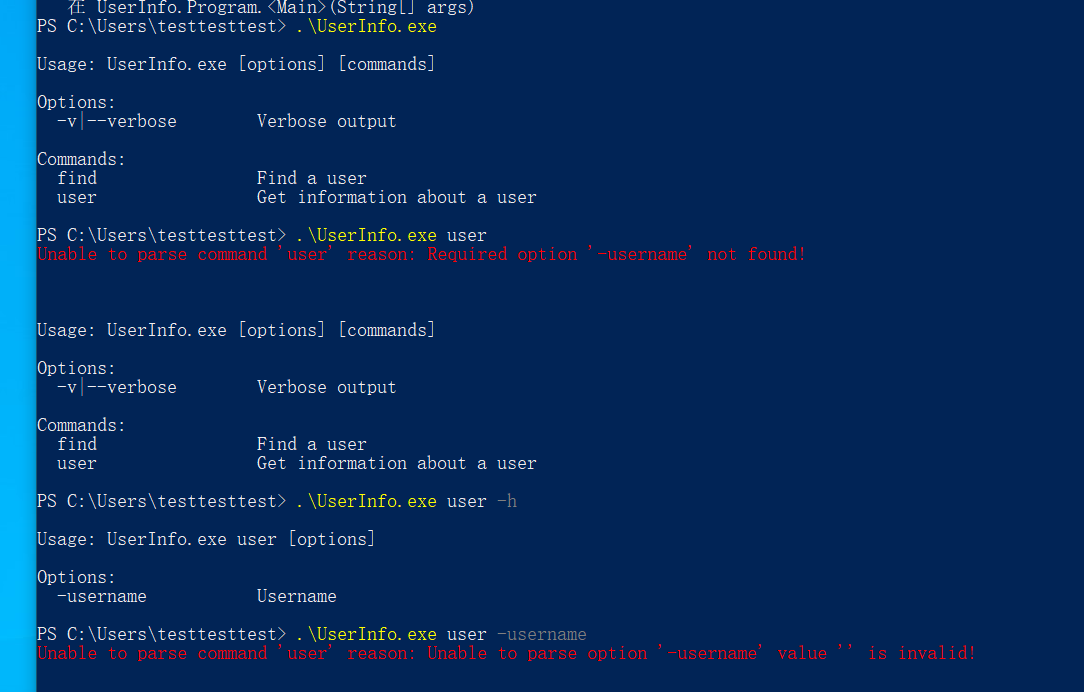 在 UserInfo.Program.<Main>(String[] args)
PS C:\Users\testtesttest> .\UserInfo.exe
Usage: UserInfo.exe [options] [commands]
Options:
-v|--verbose Verbose output
Commands:
find Find a user
user Get information about a user
PS C:\Users\testtesttest> .\UserInfo.exe user
Unable to parse command 'user' reason: Required option '-username' not found!
Usage: UserInfo.exe [options] [commands]
Options:
-v|--verbose Verbose output
Commands:
find Find a user
user Get information about a user
PS C:\Users\testtesttest> .\UserInfo.exe user -h
Usage: UserInfo.exe user [options]
Options:
-username Username
PS C:\Users\testtesttest> .\UserInfo.exe user -username
Unable to parse command 'user' reason: Unable to parse option '-username' value '' is invalid!